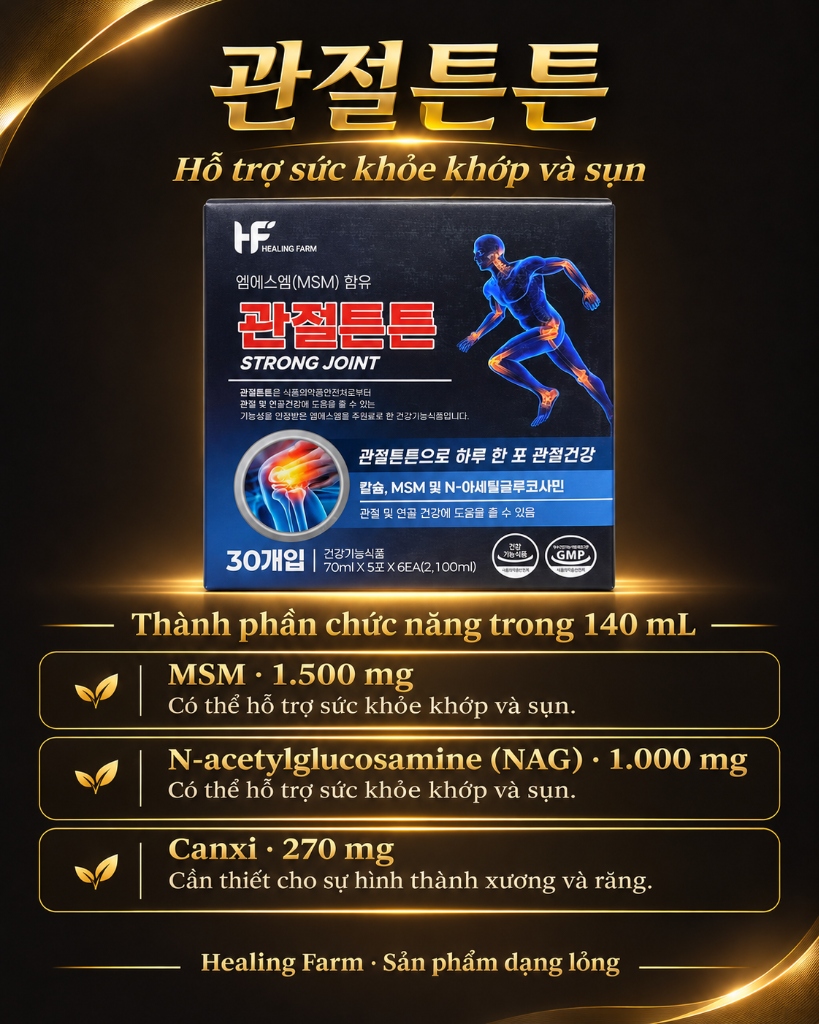 관절튼튼
Hỗ trợ sức khỏe khớp và sụn
HF HEALING FARM
엠에스엠(MSM) 함유
관절튼튼
STRONG JOINT
관절튼튼은 식품의약품안전처로부터
관절 및 연골건강에 도움을 줄 수 있는
기능성을 인정받은 엠에스엠을 주원료로 한 건강기능식품입니다.
관절튼튼으로 하루 한 포 관절건강
칼슘, MSM 및 N-아세틸글루코사민
관절 및 연골 건강에 도움을 줄 수 있음
30개입
건강기능식품
70ml X 5포 X 6EA(2,100ml)
건강
기능식품
GMP
Thành phần chức năng trong 140 mL
MSM · 1.500 mg
Có thể hỗ trợ sức khỏe khớp và sụn.
N-acetylglucosamine (NAG) · 1.000 mg
Có thể hỗ trợ sức khỏe khớp và sụn.
Canxi · 270 mg
Cần thiết cho sự hình thành xương và răng.
Healing Farm · Sản phẩm dạng lỏng